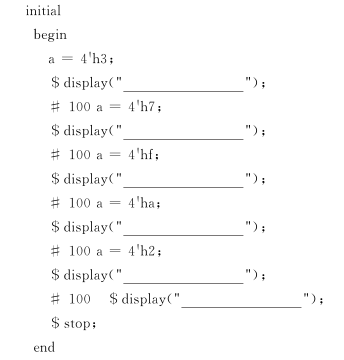 initial
begin
a = 4'h3;
$ display("________________");
# 100 a = 4'h7;
$ display("________________");
# 100 a = 4'hf;
$ display("________________");
# 100 a = 4'ha;
$ display("________________");
# 100 a = 4'h2;
$ display("________________");
# 100 $ display("________________");
$ stop;
end